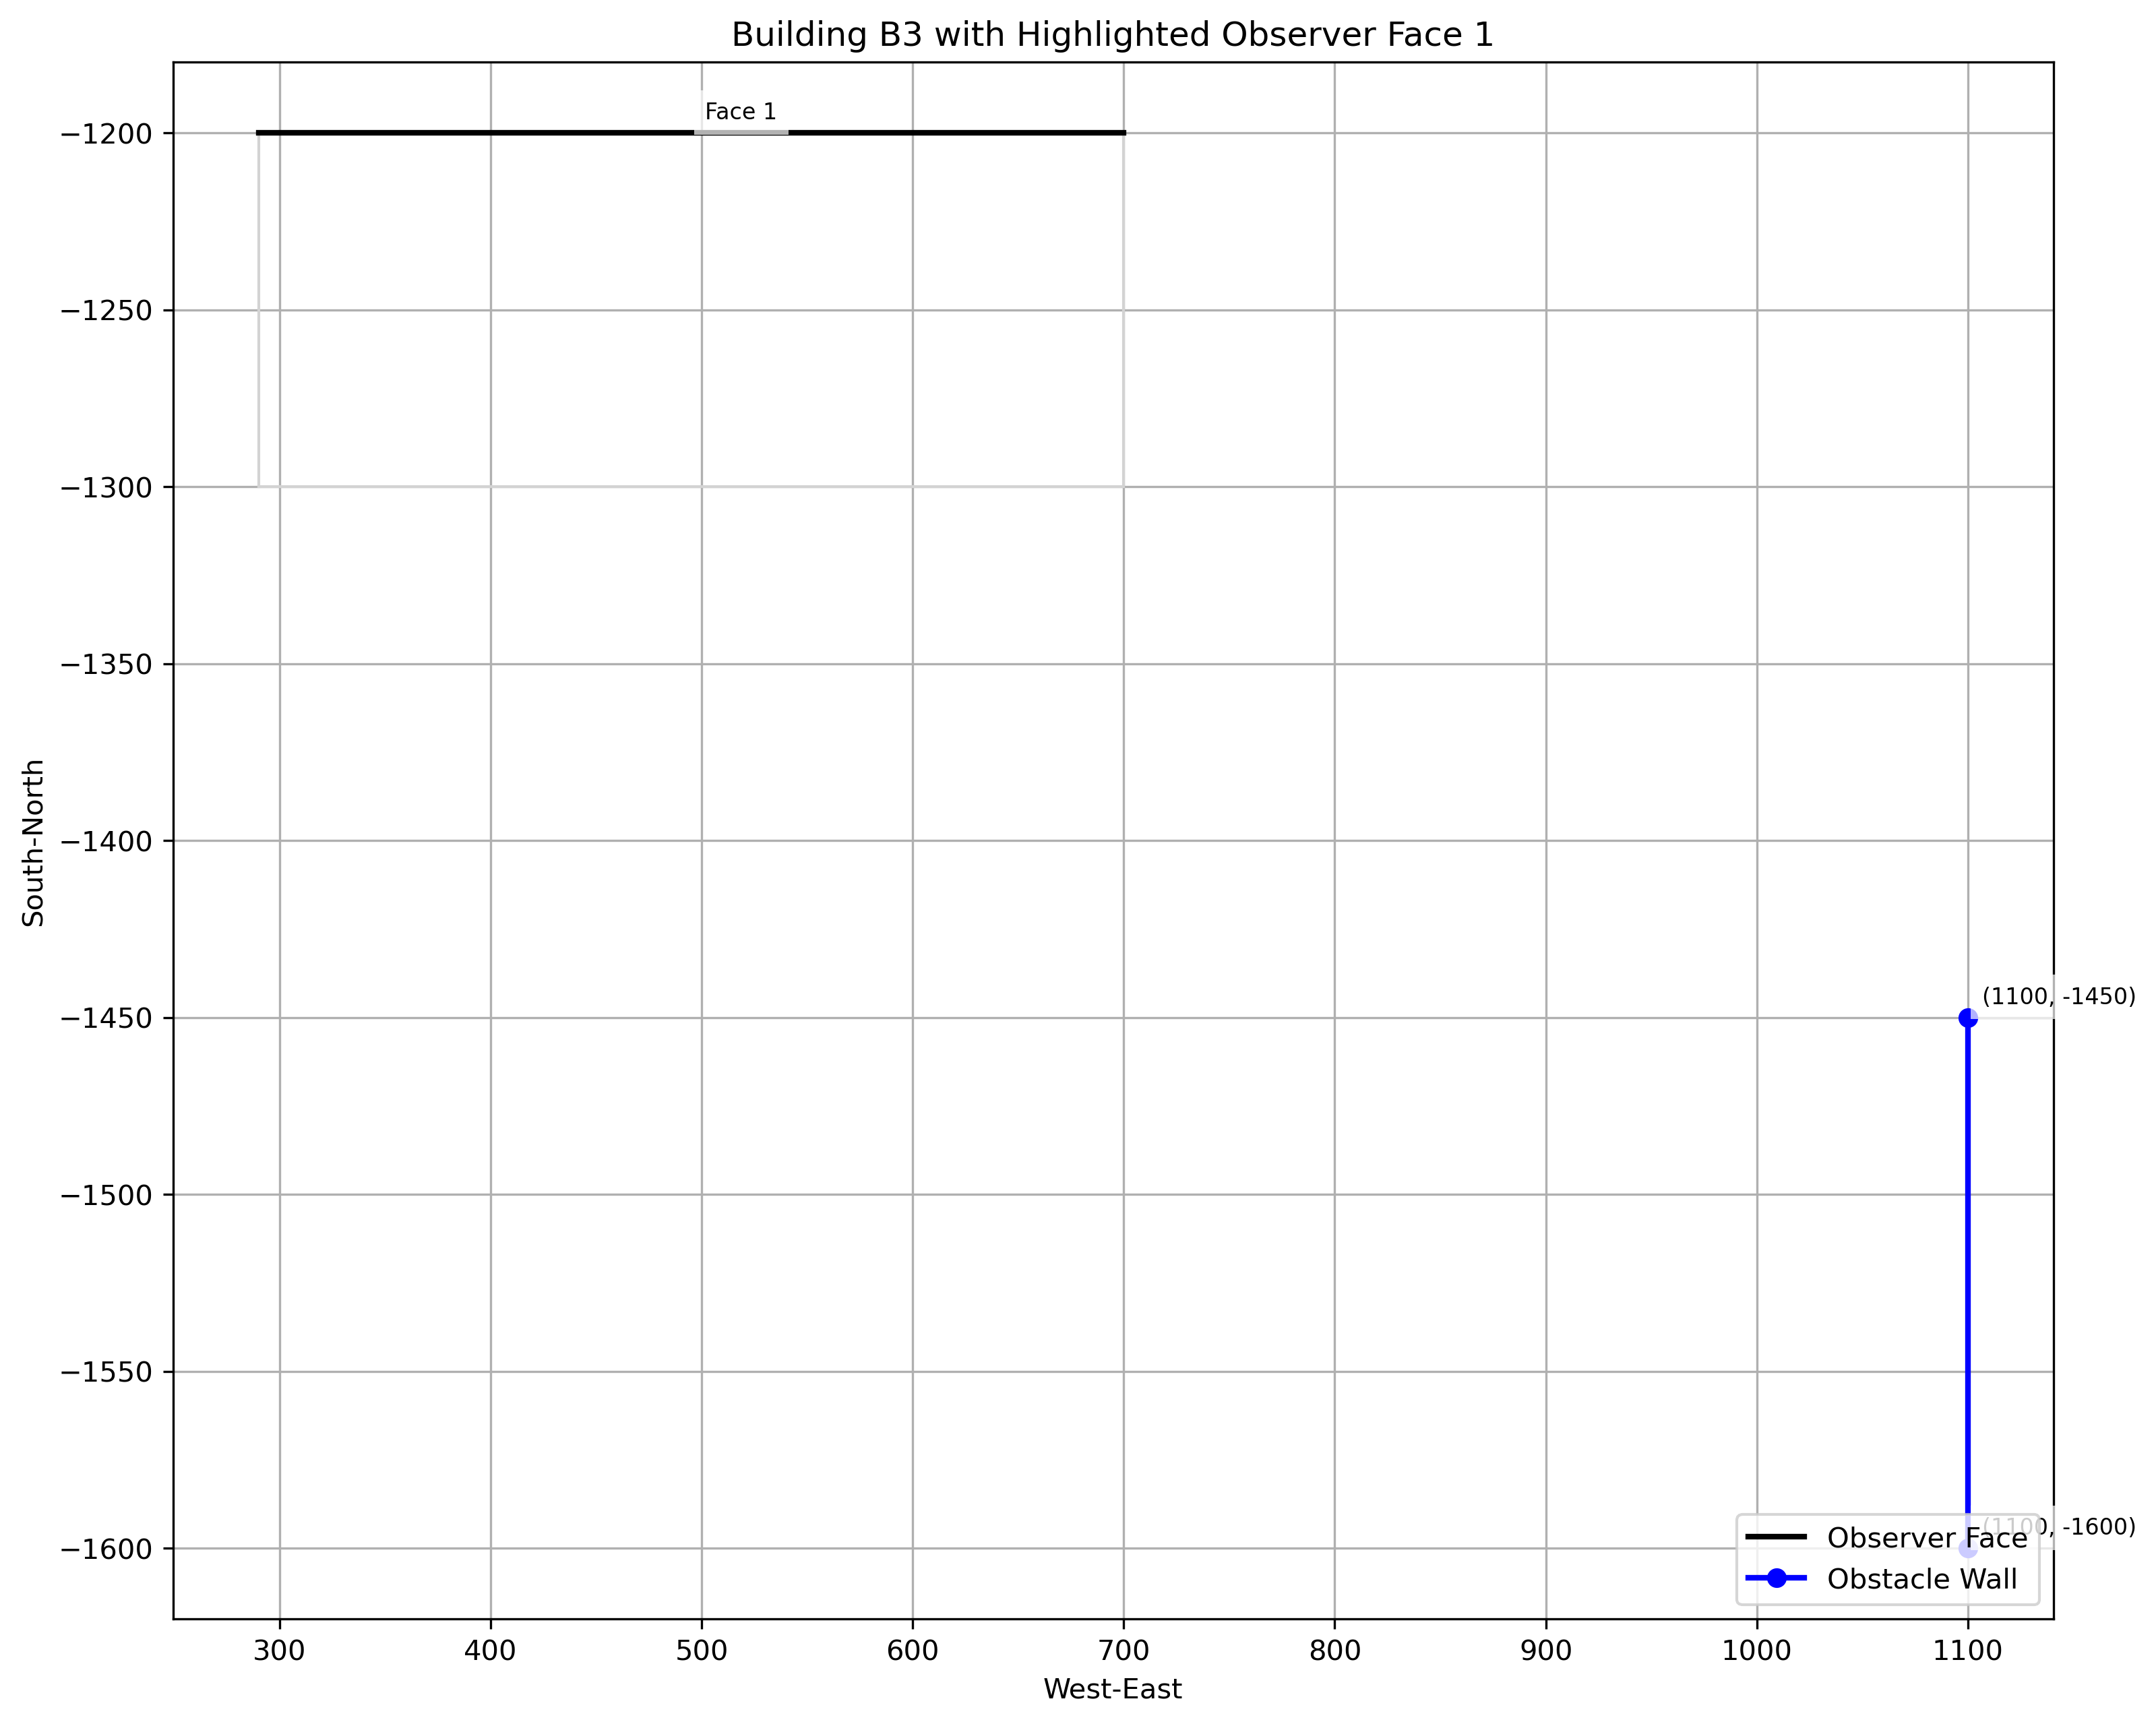 Building B3 with Highlighted Observer Face 1
Face 1
−1200
−1250
−1300
−1350
−1400
−1450
−1500
−1550
−1600
South-North
(1100, -1450)
(1100, -1600)
Observer Face
Obstacle Wall
300 400 500 600 700 800 900 1000 1100
West-East